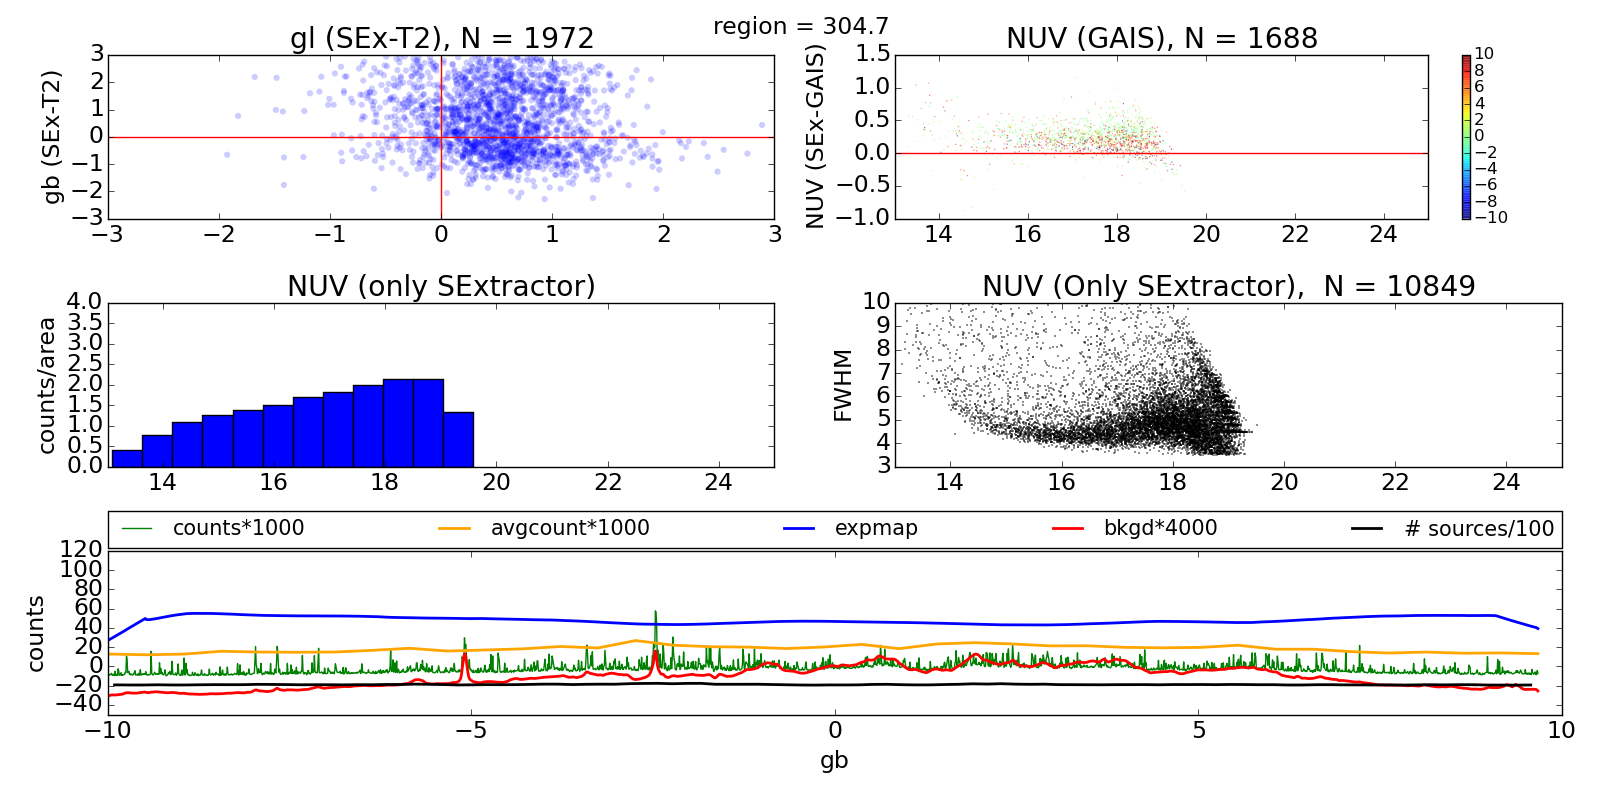 region = 304.7
gl (SEx-T2), N = 1972
gb (SEx-T2)
3
2
1
0
−1
−2
−3
−3 −2 −1 0 1 2 3
NUV (GAIS), N = 1688
NUV (SEx-GAIS)
1.5
1.0
0.5
0.0
−0.5
−1.0
14 16 18 20 22 24
10
8
6
4
2
0
−2
−4
−6
−8
−10
NUV (only SExtractor)
counts/area
4.0
3.5
3.0
2.5
2.0
1.5
1.0
0.5
0.0
14 16 18 20 22 24
NUV (Only SExtractor),  N = 10849
FWHM
10
9
8
7
6
5
4
3
14 16 18 20 22 24
counts*1000 avgcount*1000 expmap bkgd*4000 # sources/100
counts
120
100
80
60
40
20
0
−20
−40
−10 −5 0 5 10
gb